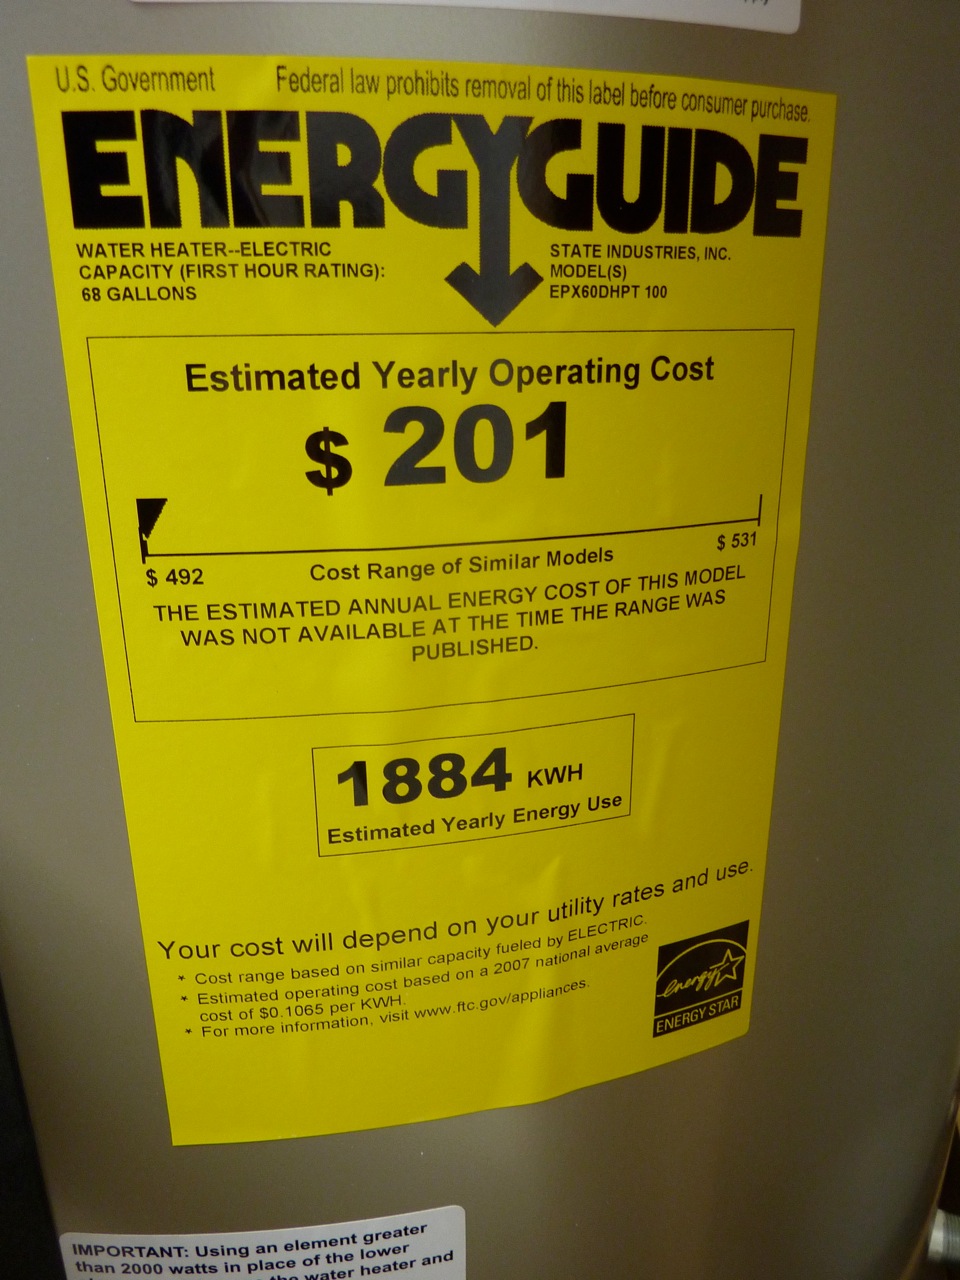 U.S. Government Federal law prohibits removal of this label before consumer purchase.
ENERGYGUIDE
WATER HEATER--ELECTRIC
CAPACITY (FIRST HOUR RATING):
68 GALLONS
STATE INDUSTRIES, INC.
MODEL(S)
EPX60DHPT 100
Estimated Yearly Operating Cost
$ 201
$ 492
Cost Range of Similar Models
$ 531
THE ESTIMATED ANNUAL ENERGY COST OF THIS MODEL
WAS NOT AVAILABLE AT THE TIME THE RANGE WAS
PUBLISHED.
1884 KWH
Estimated Yearly Energy Use
Your cost will depend on your utility rates and use.
* Cost range based on similar capacity fueled by ELECTRIC.
* Estimated operating cost based on a 2007 national average
cost of $0.1065 per KWH.
* For more information, visit www.ftc.gov/appliances.
energy
ENERGY STAR
IMPORTANT: Using an element greater
than 2000 watts in place of the lower
the water heater and